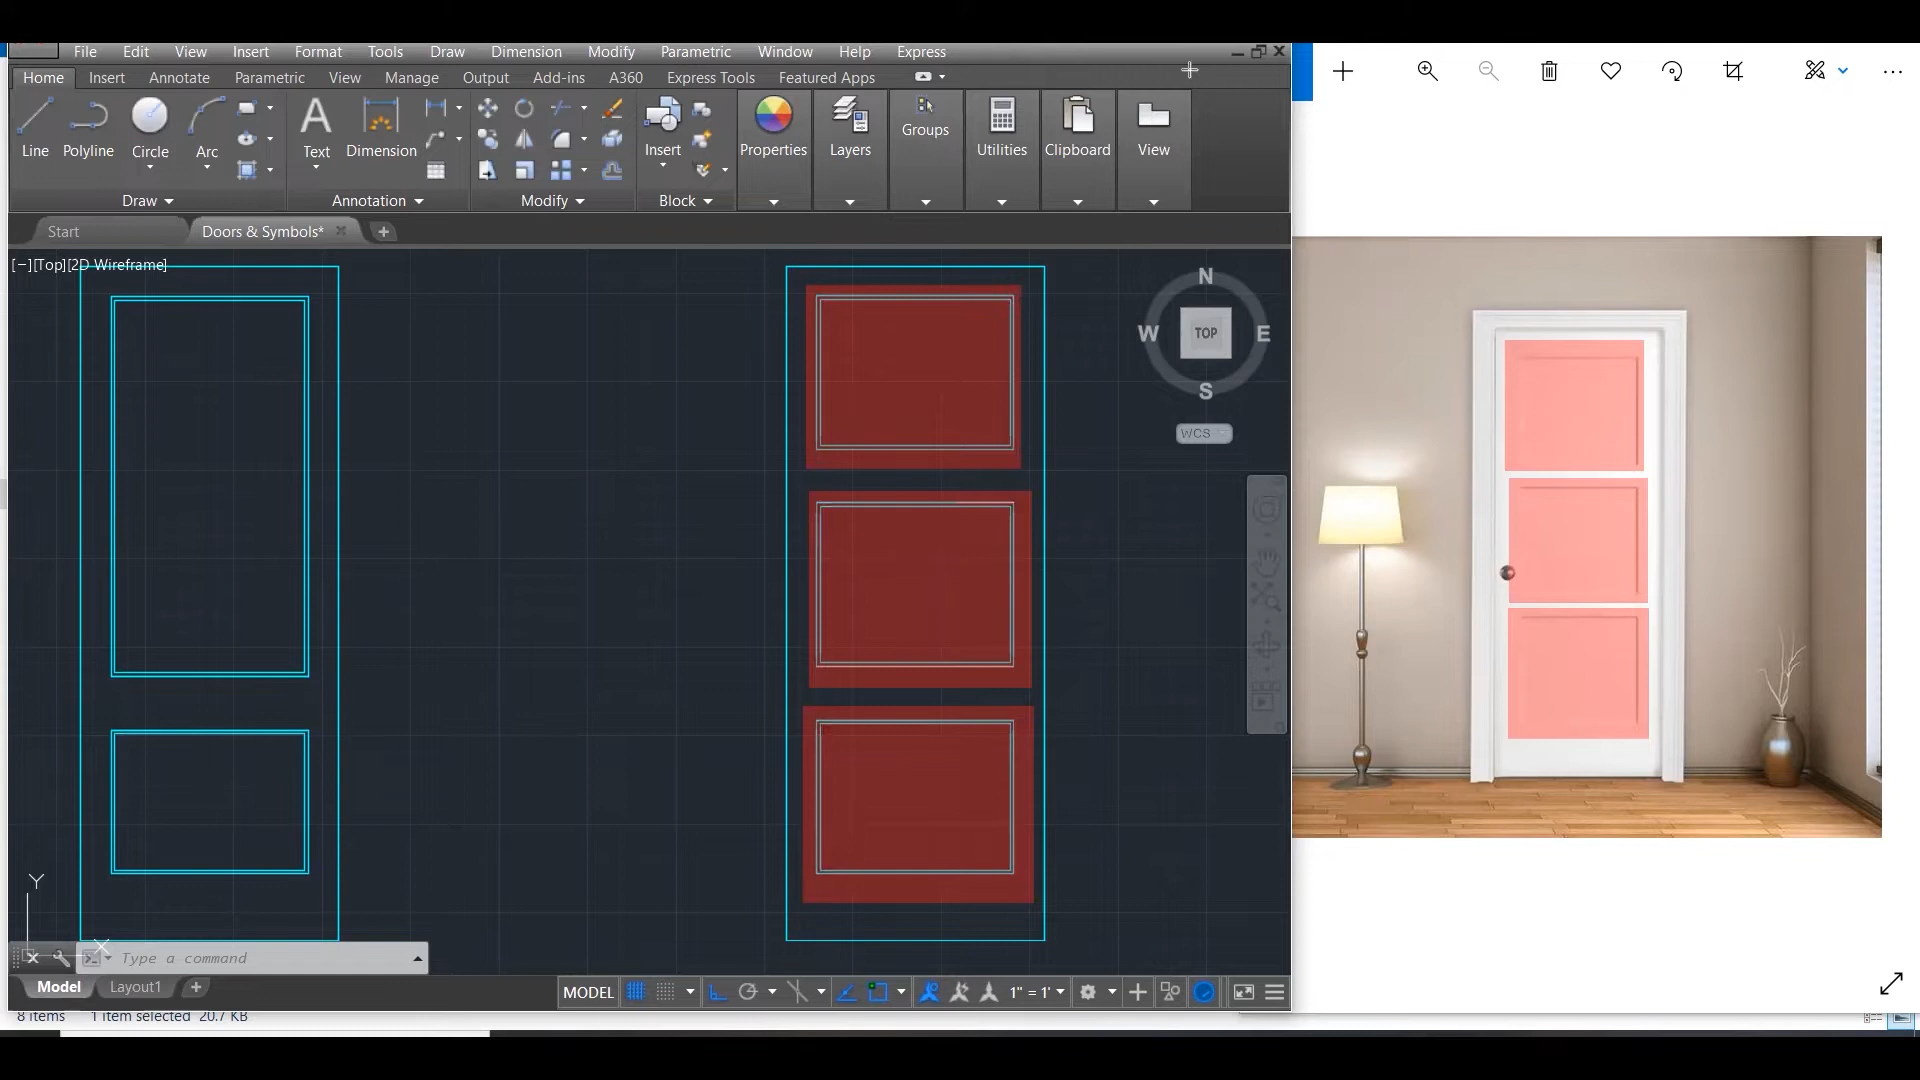 File Edit View Insert Format Tools Draw Dimension Modify Parametric Window Help Express
Home Insert Annotate Parametric View Manage Output Add-ins A360 Express Tools Featured Apps
Line Polyline Circle Arc Text Dimension Insert Properties Layers Groups Utilities Clipboard View
Draw Annotation Modify Block
Start Doors & Symbols*
[−][Top][2D Wireframe]
N
W TOP E
S
WCS
Y
X
Type a command
Model Layout1
MODEL 1" = 1'
8 items 1 item selected 20.7 KB